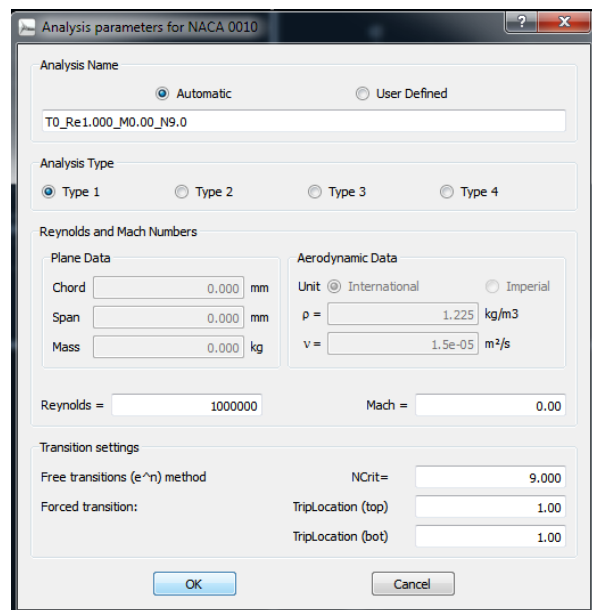 Analysis parameters for NACA 0010
Analysis Name
Automatic User Defined
T0_Re1.000_M0.00_N9.0
Analysis Type
Type 1 Type 2 Type 3 Type 4
Reynolds and Mach Numbers
Plane Data
Chord 0.000 mm
Span 0.000 mm
Mass 0.000 kg
Aerodynamic Data
Unit International Imperial
ρ = 1.225 kg/m3
ν = 1.5e-05 m²/s
Reynolds = 1000000 Mach = 0.00
Transition settings
Free transitions (e^n) method NCrit= 9.000
Forced transition: TripLocation (top) 1.00
TripLocation (bot) 1.00
OK Cancel